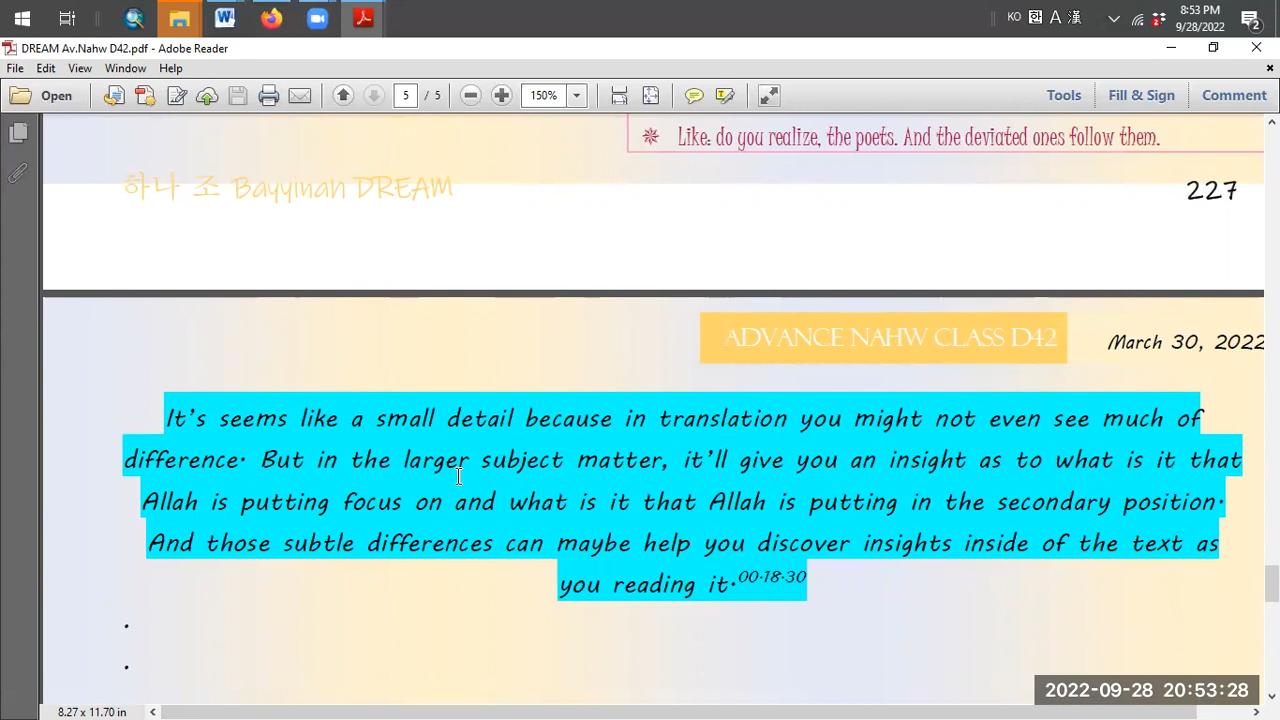 KO 한 A 漢
8:53 PM
9/28/2022
2
DREAM Av.Nahw D42.pdf - Adobe Reader
File Edit View Window Help
Open 5 / 5 150% Tools Fill & Sign Comment
Like: do you realize, the poets. And the deviated ones follow them.
하나 조 Bayyinah DREAM
227
ADVANCE NAHW CLASS D42
March 30, 2022
It's seems like a small detail because in translation you might not even see much of
difference. But in the larger subject matter, it'll give you an insight as to what is it that
Allah is putting focus on and what is it that Allah is putting in the secondary position.
And those subtle differences can maybe help you discover insights inside of the text as
you reading it.00.18.30
.
.
2022-09-28 20:53:28
8.27 x 11.70 in